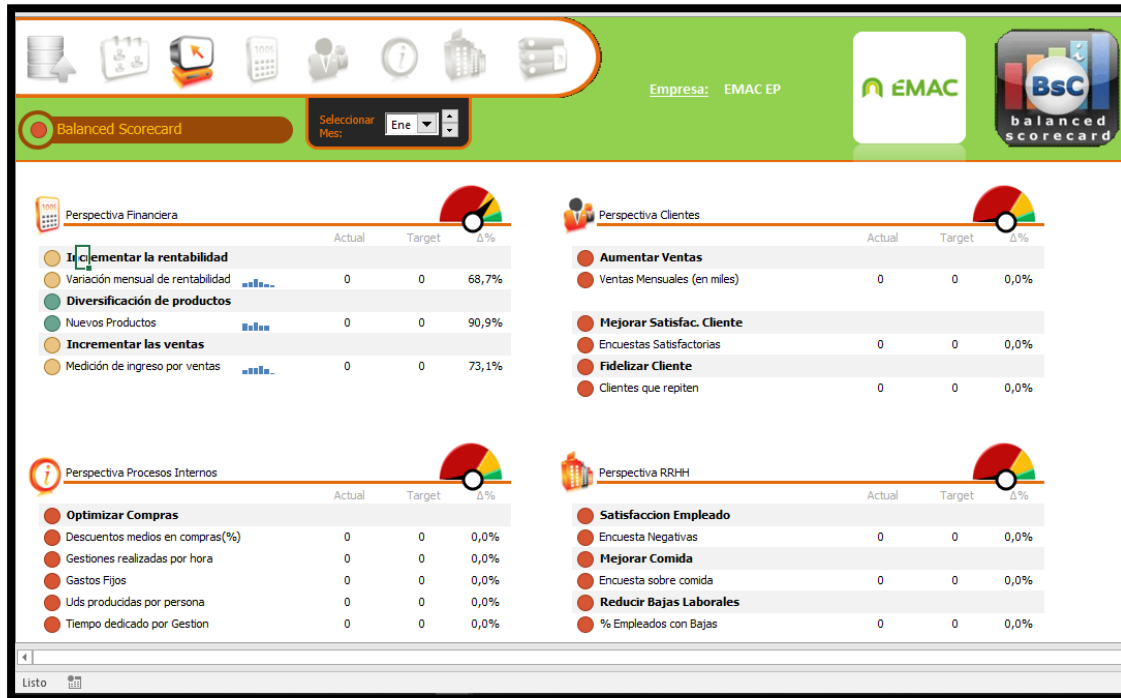 Empresa: EMAC EP
EMAC
BsC
balanced
scorecard
Balanced Scorecard
Seleccionar
Mes:
Ene
Perspectiva Financiera
Actual Target Δ%
Incrementar la rentabilidad
Variación mensual de rentabilidad 0 0 68,7%
Diversificación de productos
Nuevos Productos 0 0 90,9%
Incrementar las ventas
Medición de ingreso por ventas 0 0 73,1%
Perspectiva Clientes
Actual Target Δ%
Aumentar Ventas
Ventas Mensuales (en miles) 0 0 0,0%
Mejorar Satisfac. Cliente
Encuestas Satisfactorias 0 0 0,0%
Fidelizar Cliente
Clientes que repiten 0 0 0,0%
Perspectiva Procesos Internos
Actual Target Δ%
Optimizar Compras
Descuentos medios en compras(%) 0 0 0,0%
Gestiones realizadas por hora 0 0 0,0%
Gastos Fijos 0 0 0,0%
Uds producidas por persona 0 0 0,0%
Tiempo dedicado por Gestion 0 0 0,0%
Perspectiva RRHH
Actual Target Δ%
Satisfaccion Empleado
Encuesta Negativas 0 0 0,0%
Mejorar Comida
Encuesta sobre comida 0 0 0,0%
Reducir Bajas Laborales
% Empleados con Bajas 0 0 0,0%
Listo